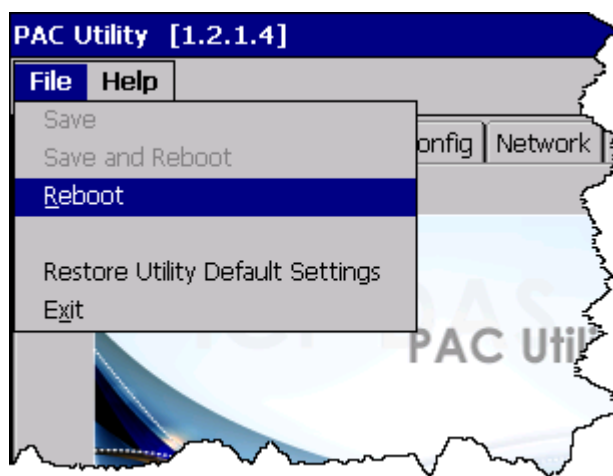 PAC Utility [1.2.1.4]
File Help
Save
Save and Reboot
Reboot
Restore Utility Default Settings
Exit
onfig Network
PAC Utili